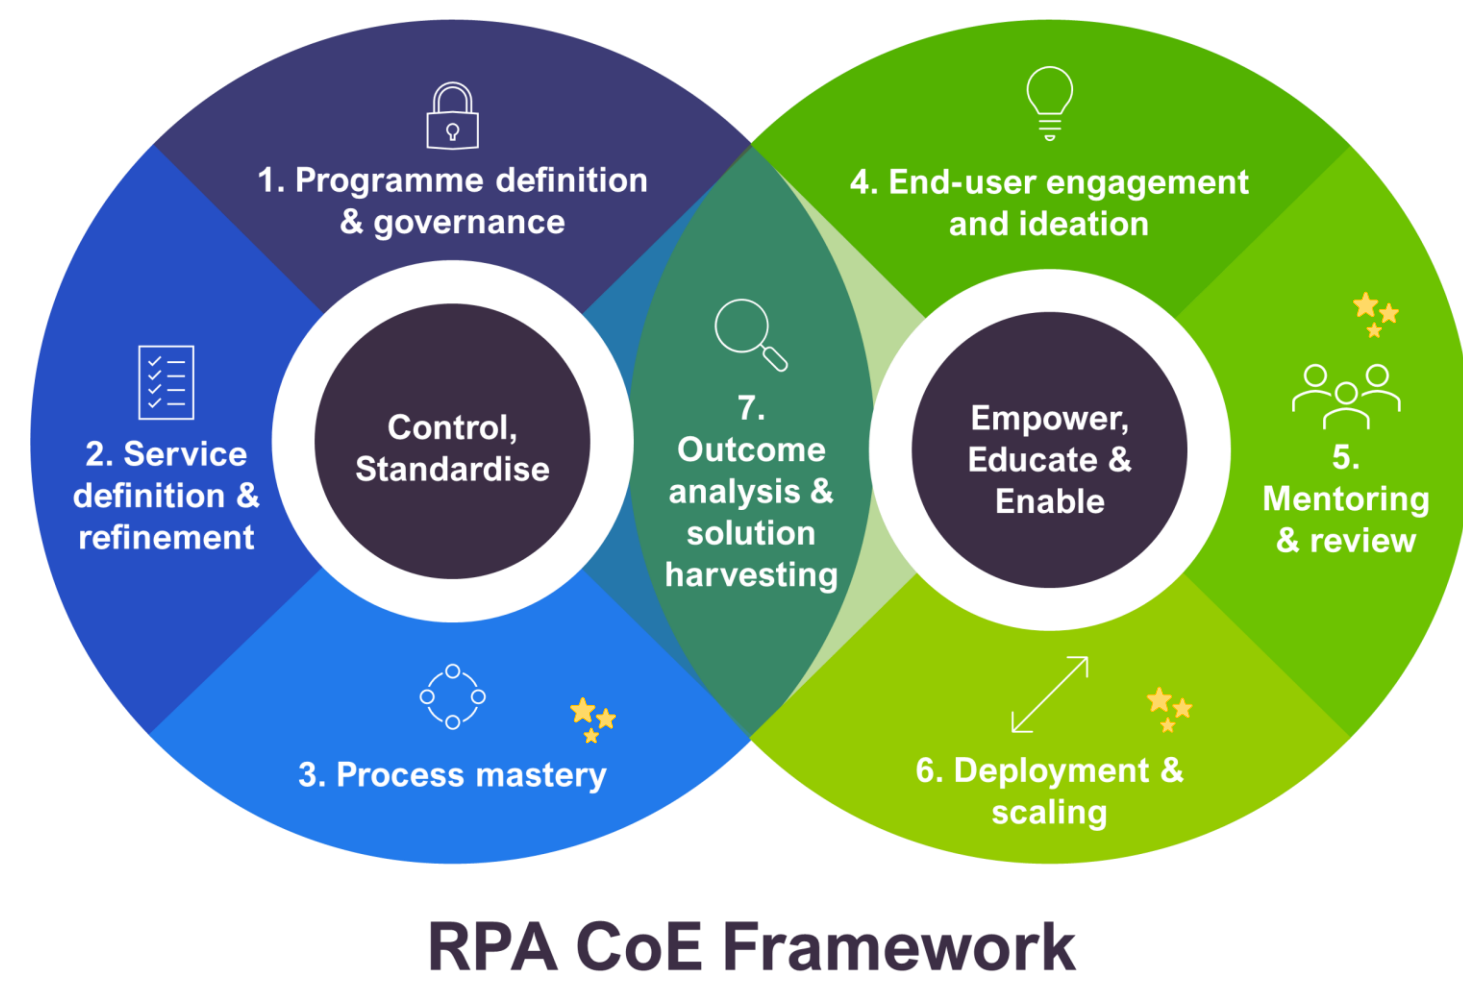 1. Programme definition
& governance
2. Service
definition &
refinement
3. Process mastery
Control,
Standardise
7.
Outcome
analysis &
solution
harvesting
4. End-user engagement
and ideation
Empower,
Educate &
Enable
5.
Mentoring
& review
6. Deployment &
scaling
RPA CoE Framework